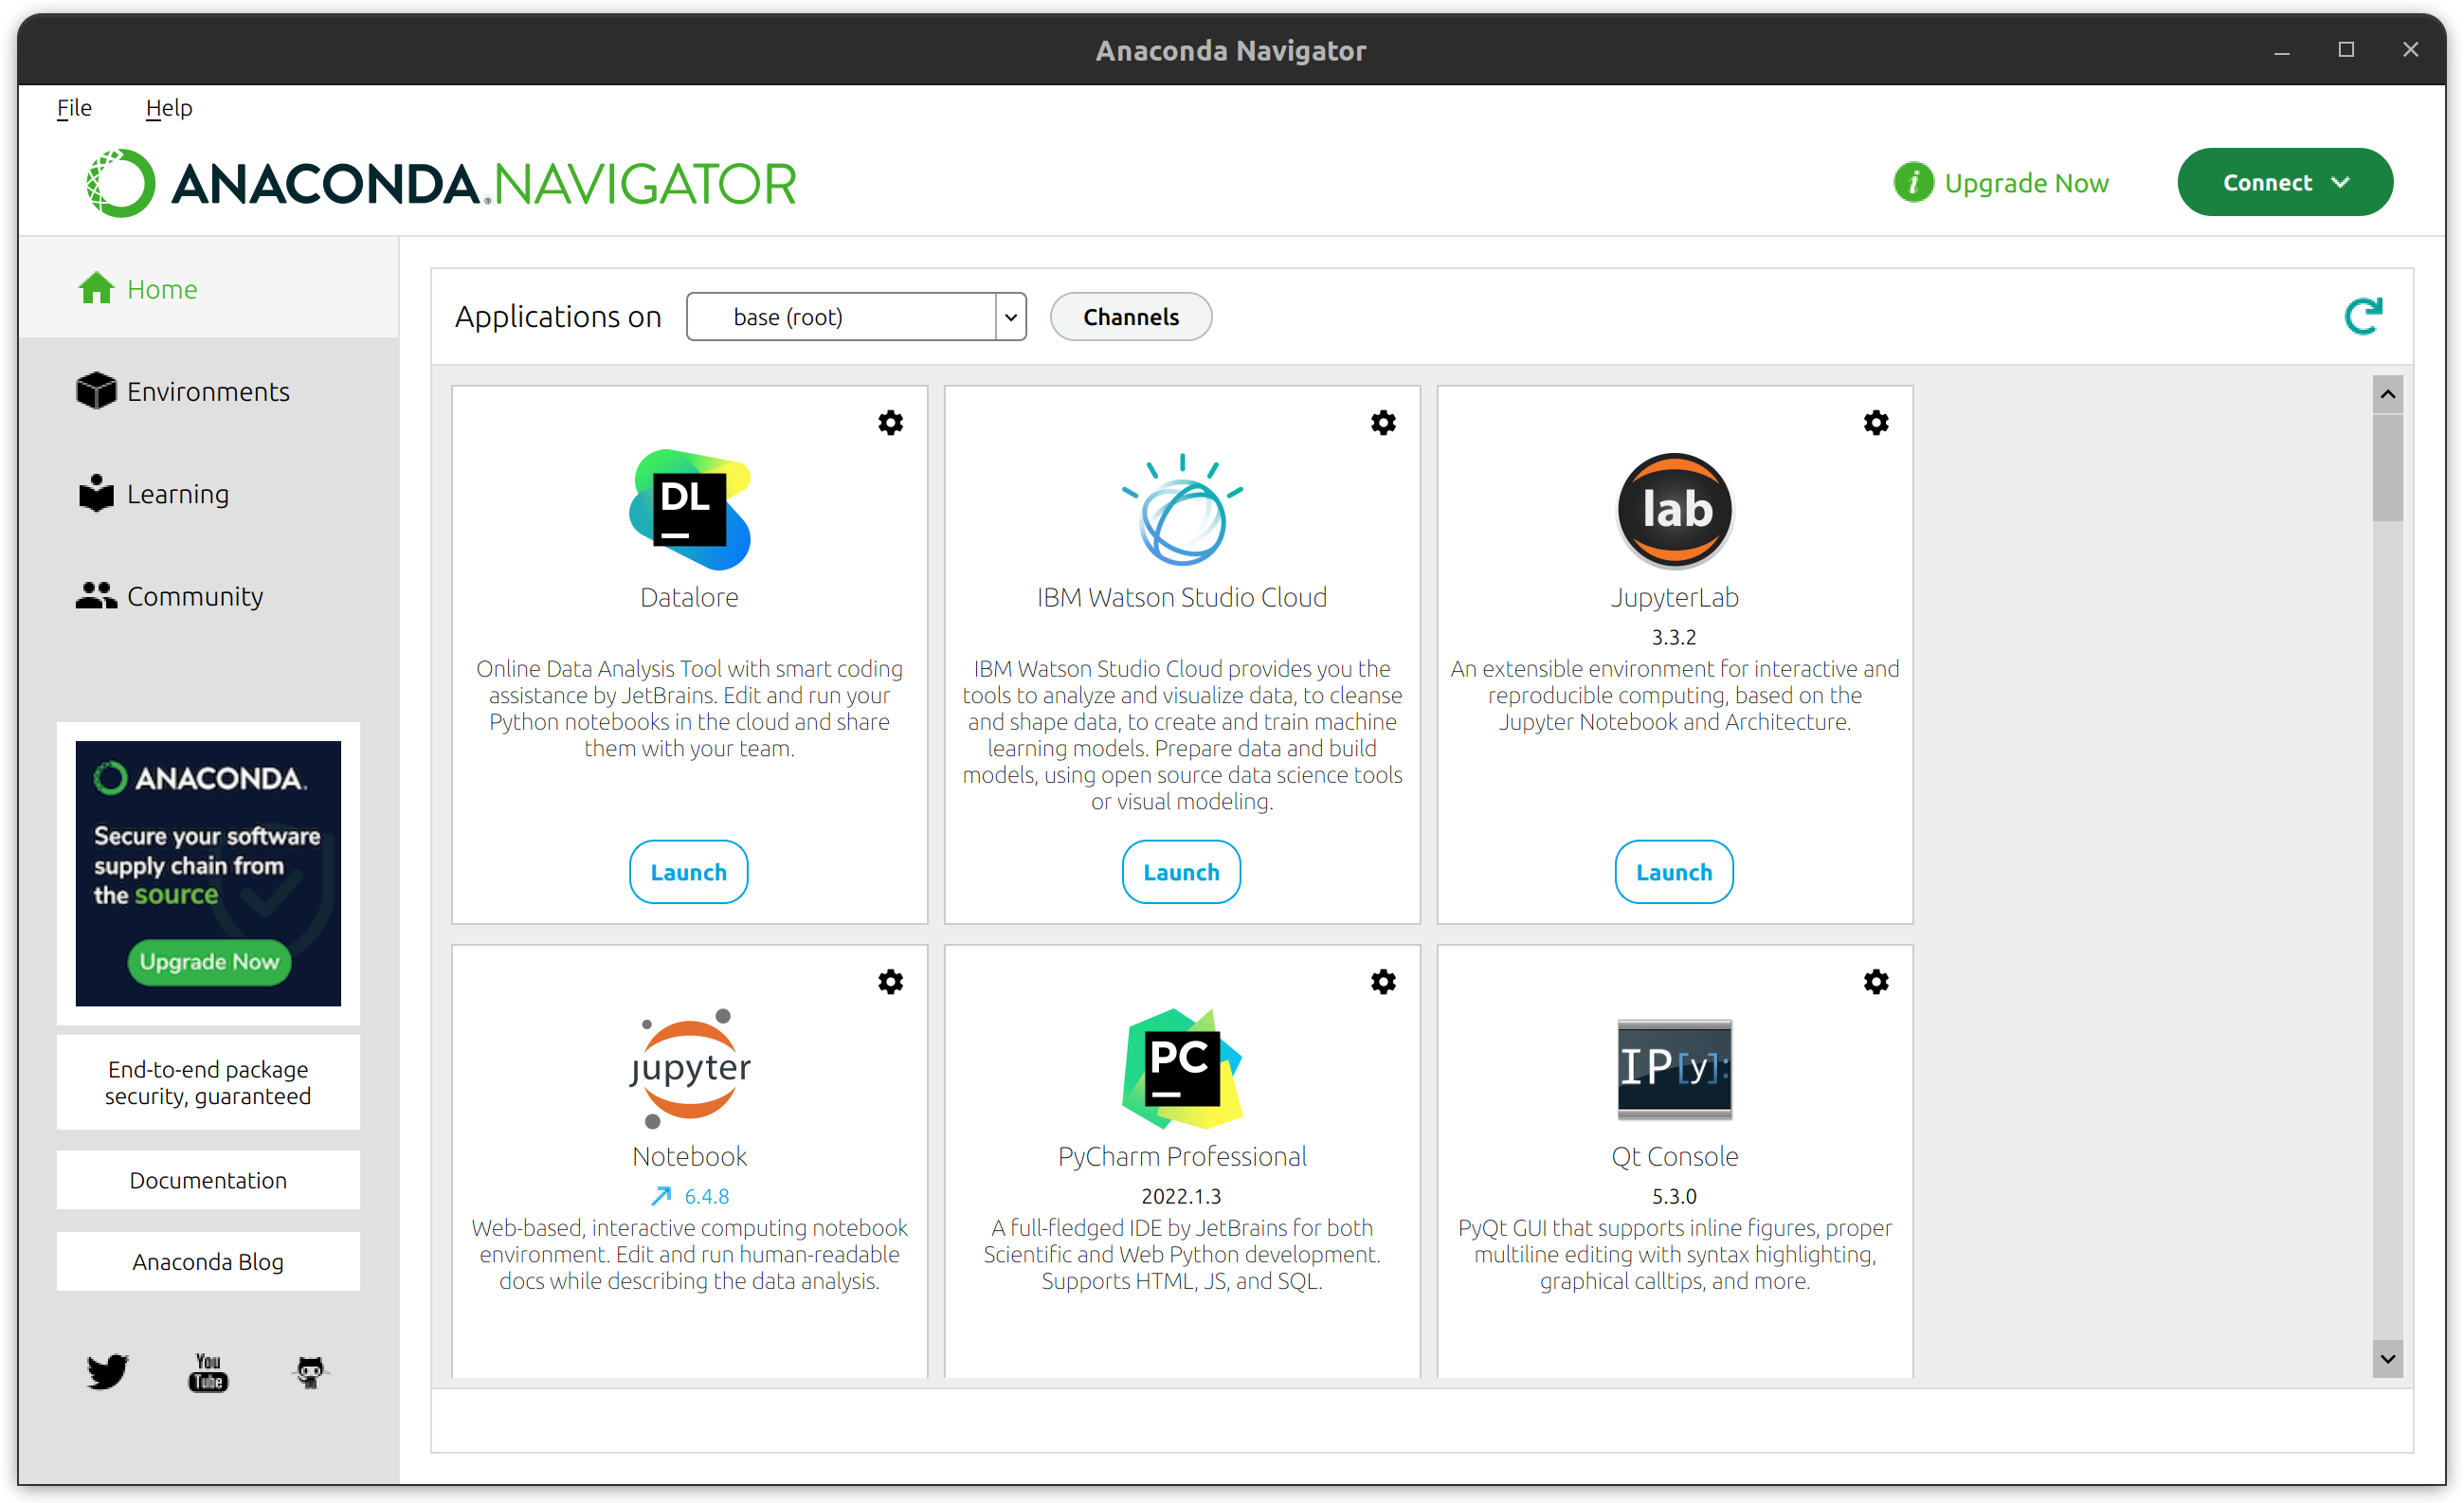 Anaconda Navigator
File Help
ANACONDA.NAVIGATOR
Upgrade Now
Connect
Home
Environments
Learning
Community
ANACONDA.
Secure your software
supply chain from
the source
Upgrade Now
End-to-end package
security, guaranteed
Documentation
Anaconda Blog
You
Tube
Applications on base (root) Channels
DL
Datalore
Online Data Analysis Tool with smart coding
assistance by JetBrains. Edit and run your
Python notebooks in the cloud and share
them with your team.
Launch
IBM Watson Studio Cloud
IBM Watson Studio Cloud provides you the
tools to analyze and visualize data, to cleanse
and shape data, to create and train machine
learning models. Prepare data and build
models, using open source data science tools
or visual modeling.
Launch
lab
JupyterLab
3.3.2
An extensible environment for interactive and
reproducible computing, based on the
Jupyter Notebook and Architecture.
Launch
jupyter
Notebook
6.4.8
Web-based, interactive computing notebook
environment. Edit and run human-readable
docs while describing the data analysis.
PC
PyCharm Professional
2022.1.3
A full-fledged IDE by JetBrains for both
Scientific and Web Python development.
Supports HTML, JS, and SQL.
IP[y]:
Qt Console
5.3.0
PyQt GUI that supports inline figures, proper
multiline editing with syntax highlighting,
graphical calltips, and more.